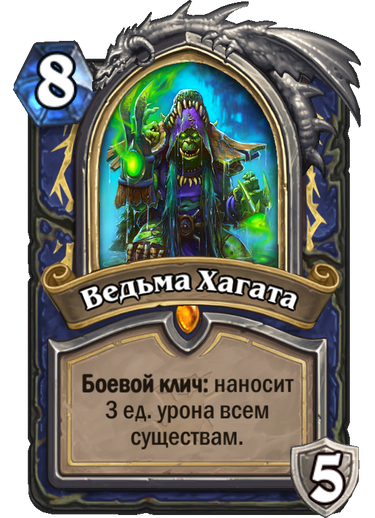 8
Ведьма Хагата
Боевой клич: наносит
3 ед. урона всем
существам.
5